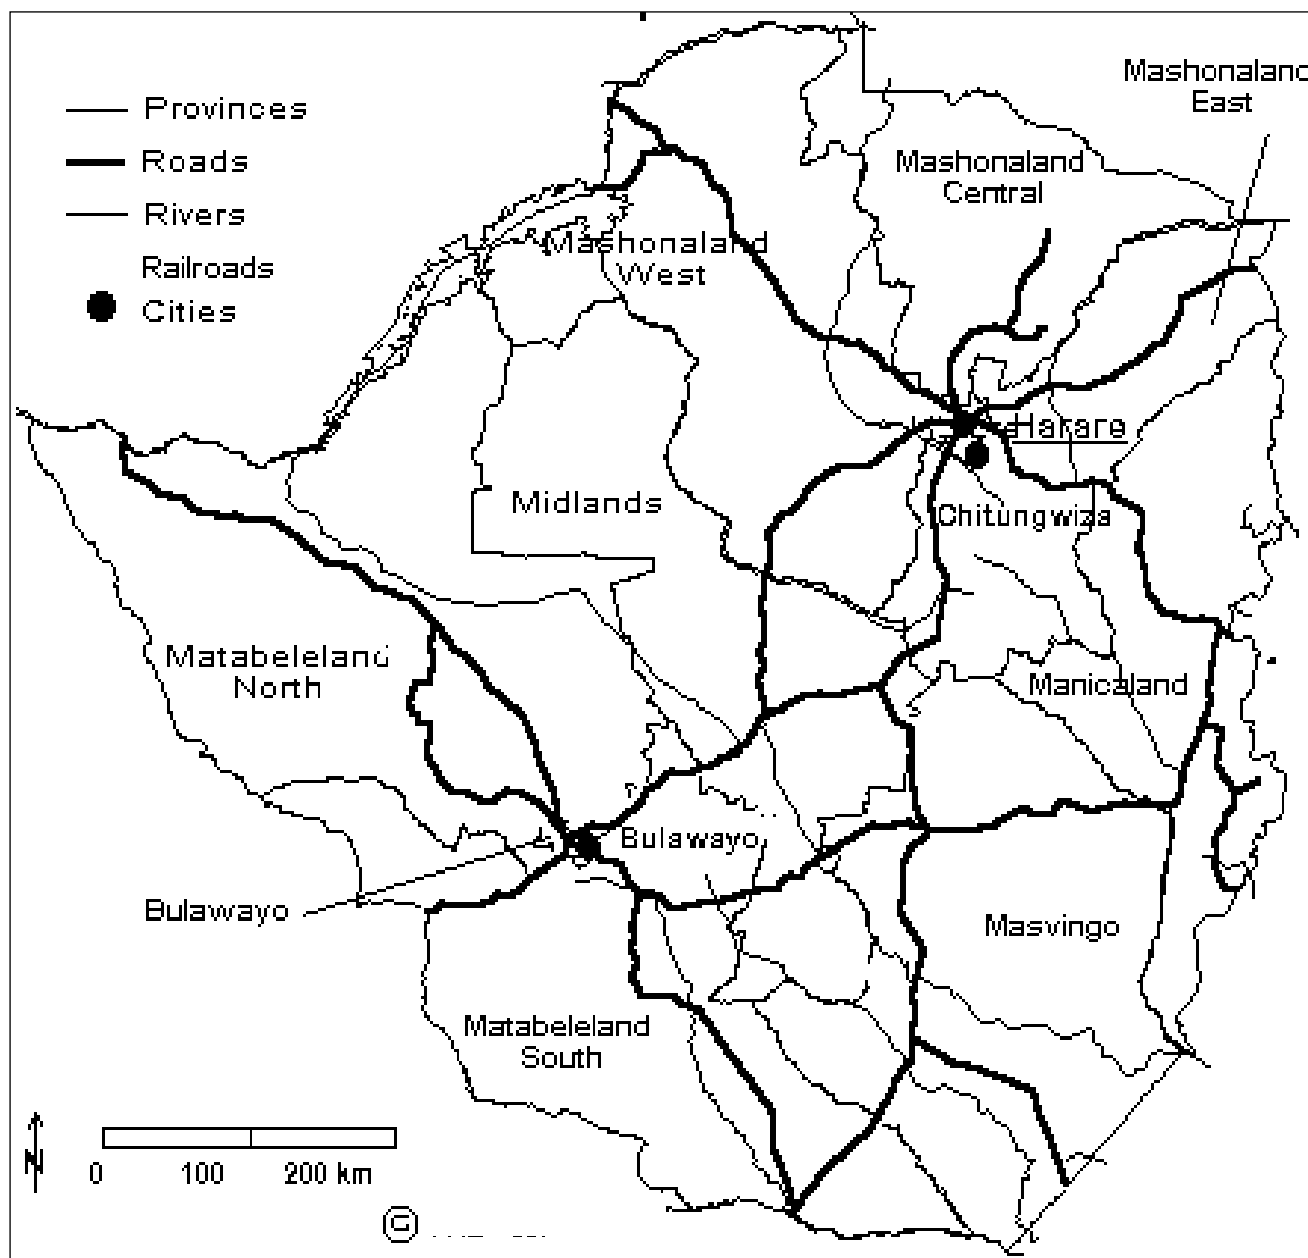 Provinces
Roads
Rivers
Railroads
Cities
Mashonaland
East
Mashonaland
Central
Mashonaland
West
Harare
Chitungwiza
Midlands
Matabeleland
North
Manicaland
Bulawayo
Bulawayo
Masvingo
Matabeleland
South
N
0 100 200 km